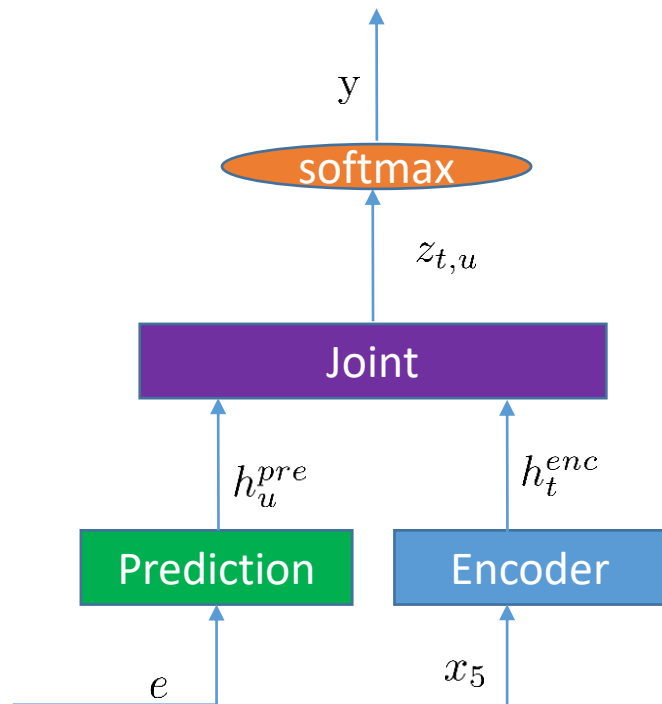 y
softmax
z_{t,u}
Joint
h_u^{pre} h_t^{enc}
Prediction Encoder
e x_5